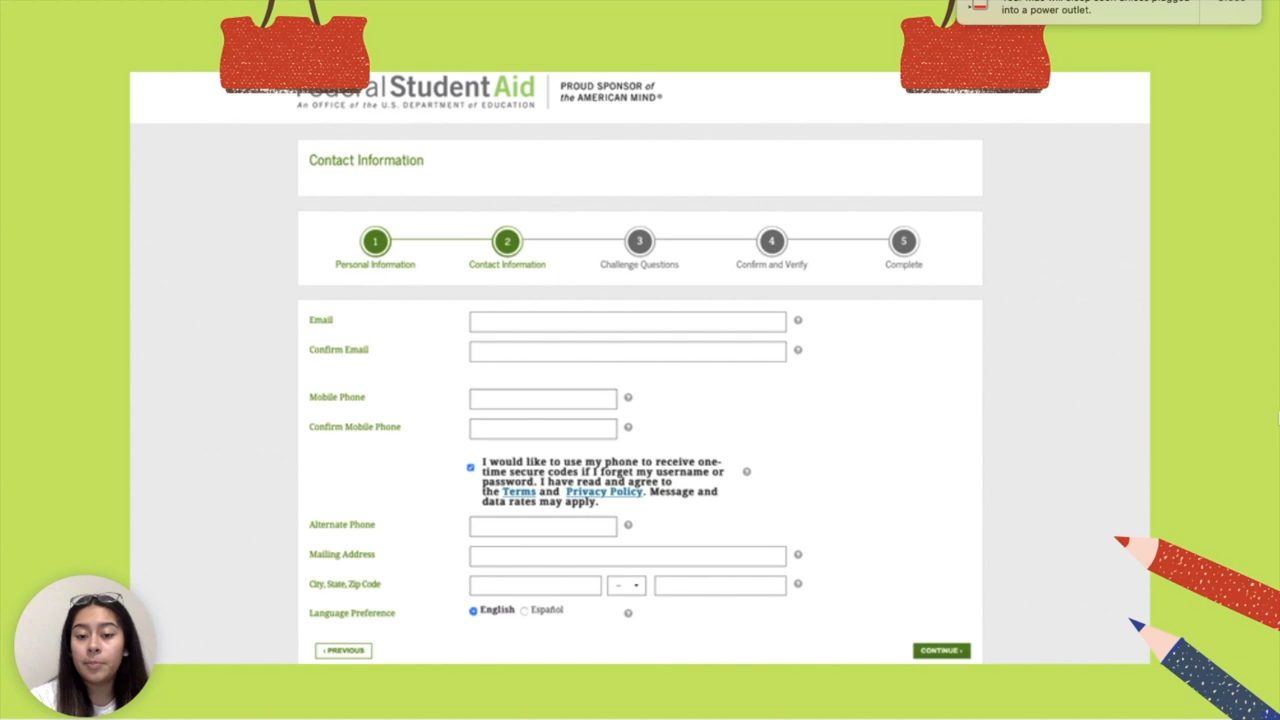 into a power outlet.
Student Aid
PROUD SPONSOR of
the AMERICAN MIND®
An OFFICE of the U.S. DEPARTMENT of EDUCATION
Contact Information
1
2
3
4
5
Personal Information
Contact Information
Challenge Questions
Confirm and Verify
Complete
Email
Confirm Email
Mobile Phone
Confirm Mobile Phone
I would like to use my phone to receive one-
time secure codes if I forget my username or
password. I have read and agree to
the Terms and Privacy Policy. Message and
data rates may apply.
Alternate Phone
Mailing Address
City, State, Zip Code
Language Preference
English
Español
‹ PREVIOUS
CONTINUE ›